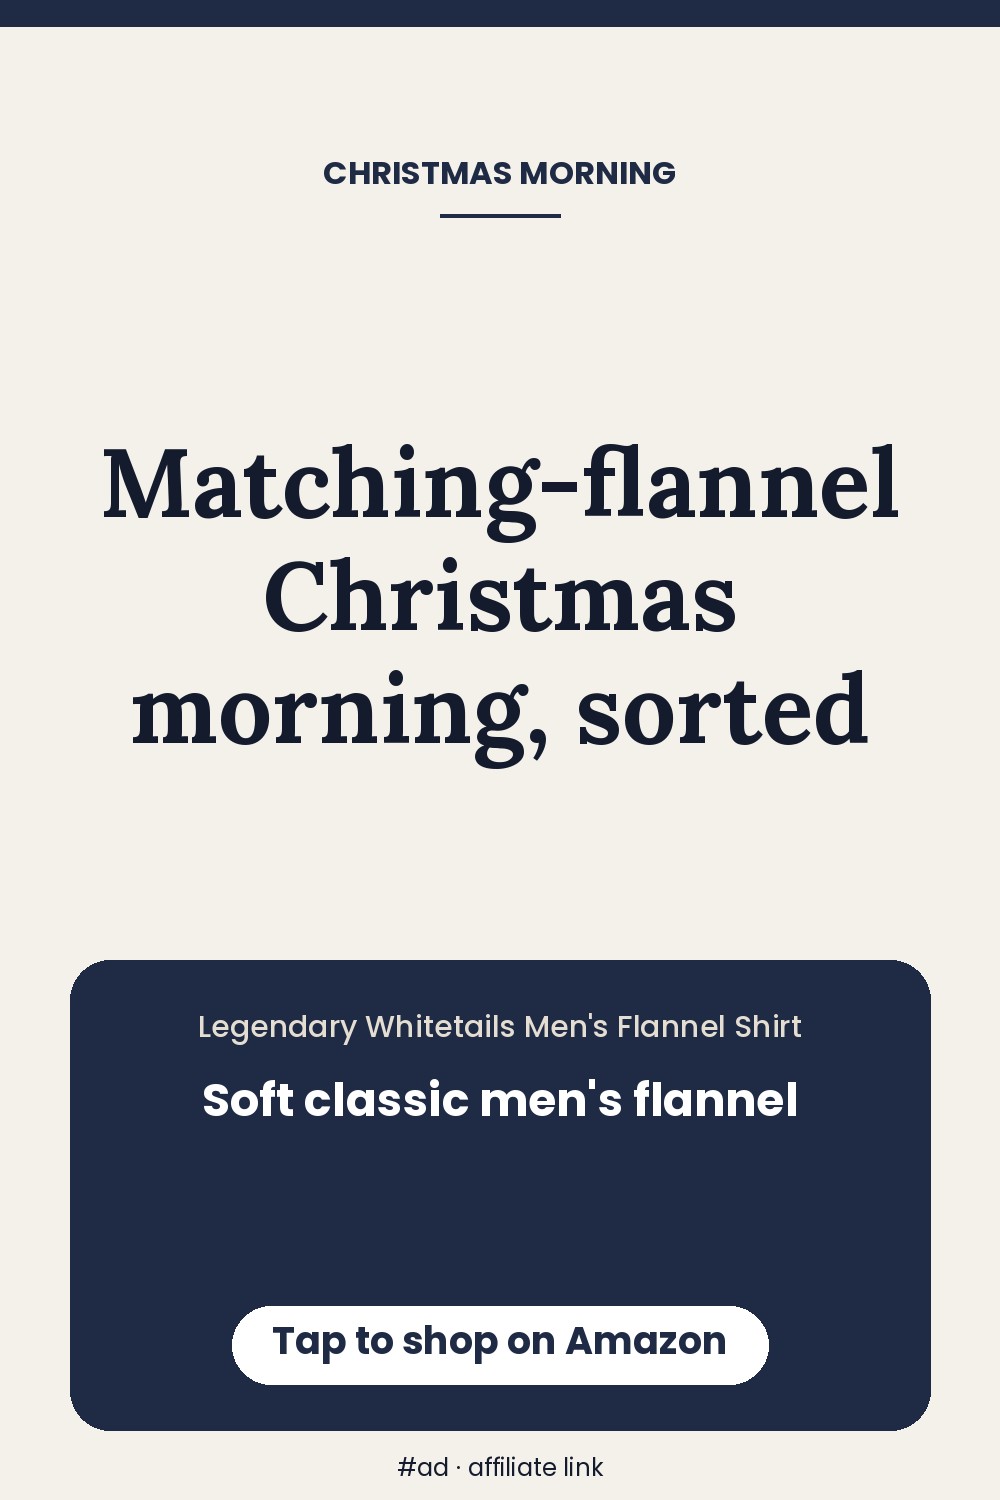 CHRISTMAS MORNING
Matching-flannel
Christmas
morning, sorted
Legendary Whitetails Men's Flannel Shirt
Soft classic men's flannel
Tap to shop on Amazon
#ad · affiliate link